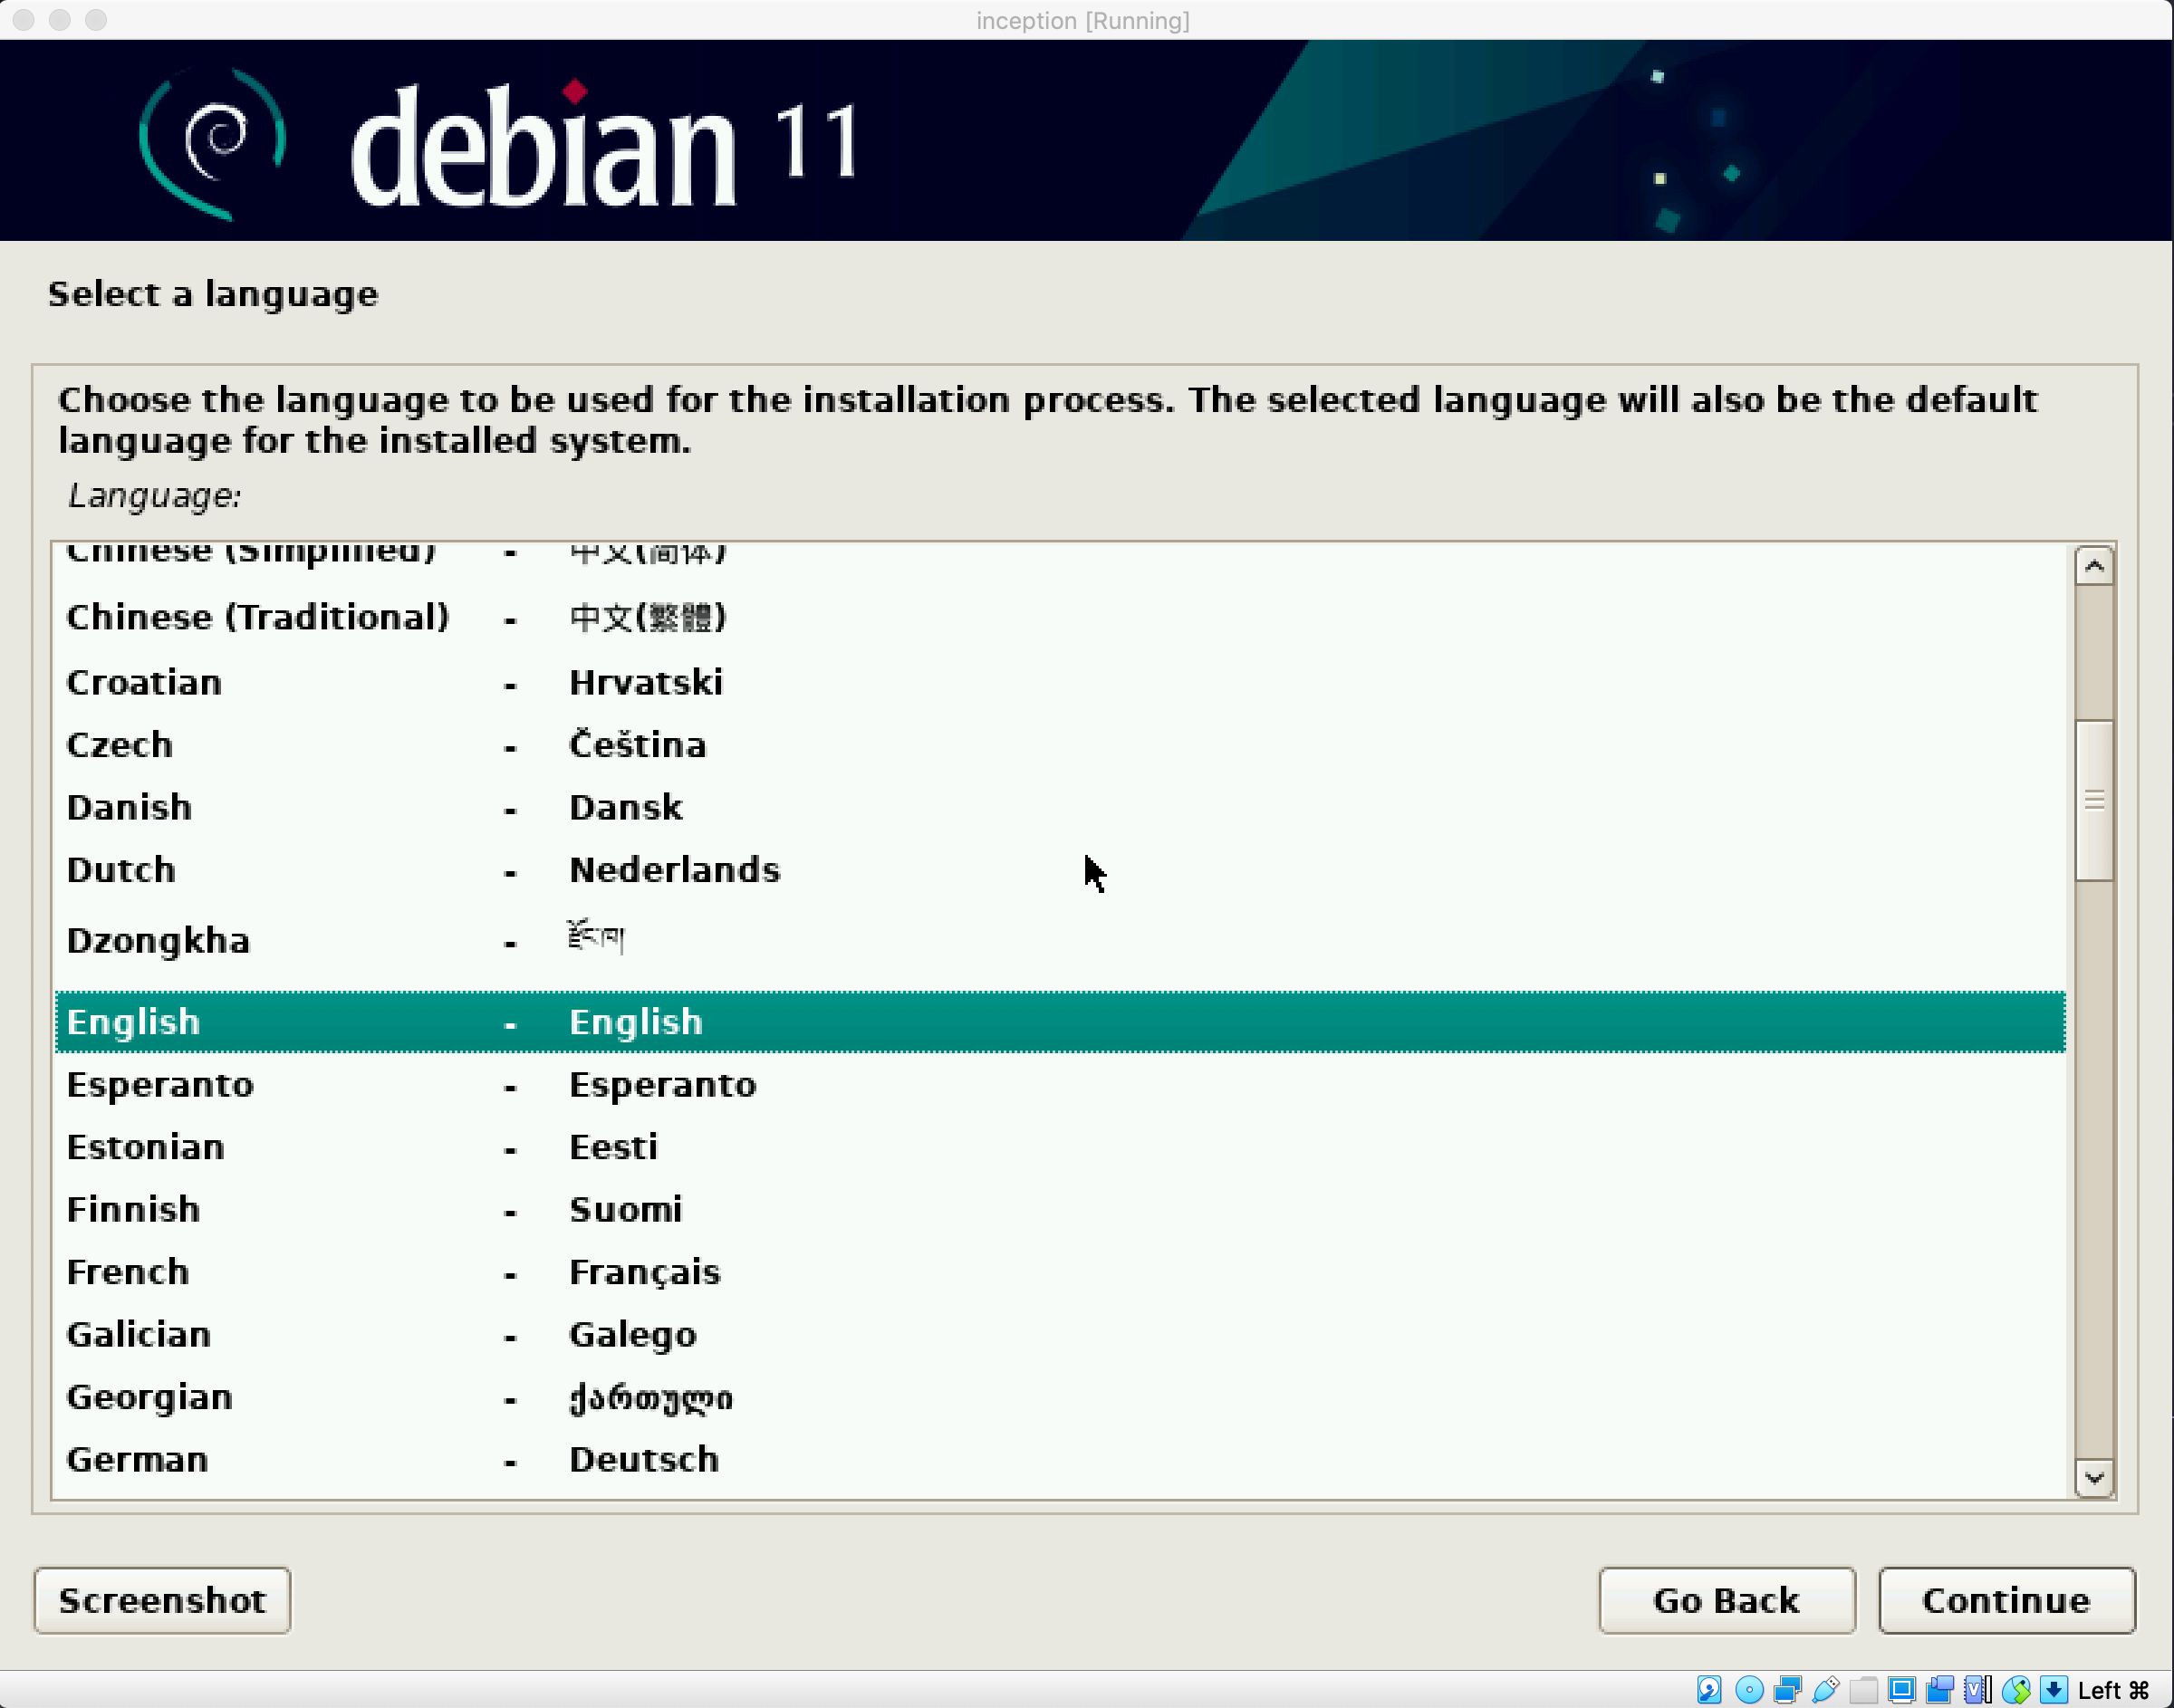 inception [Running]
debian 11
Select a language
Choose the language to be used for the installation process. The selected language will also be the default
language for the installed system.
Language:
Chinese (Simplified) - 中文(简体)
Chinese (Traditional) - 中文(繁體)
Croatian - Hrvatski
Czech - Čeština
Danish - Dansk
Dutch - Nederlands
Dzongkha - རྫོང་ཁ།
English - English
Esperanto - Esperanto
Estonian - Eesti
Finnish - Suomi
French - Français
Galician - Galego
Georgian - ქართული
German - Deutsch
Screenshot
Go Back
Continue
Left ⌘